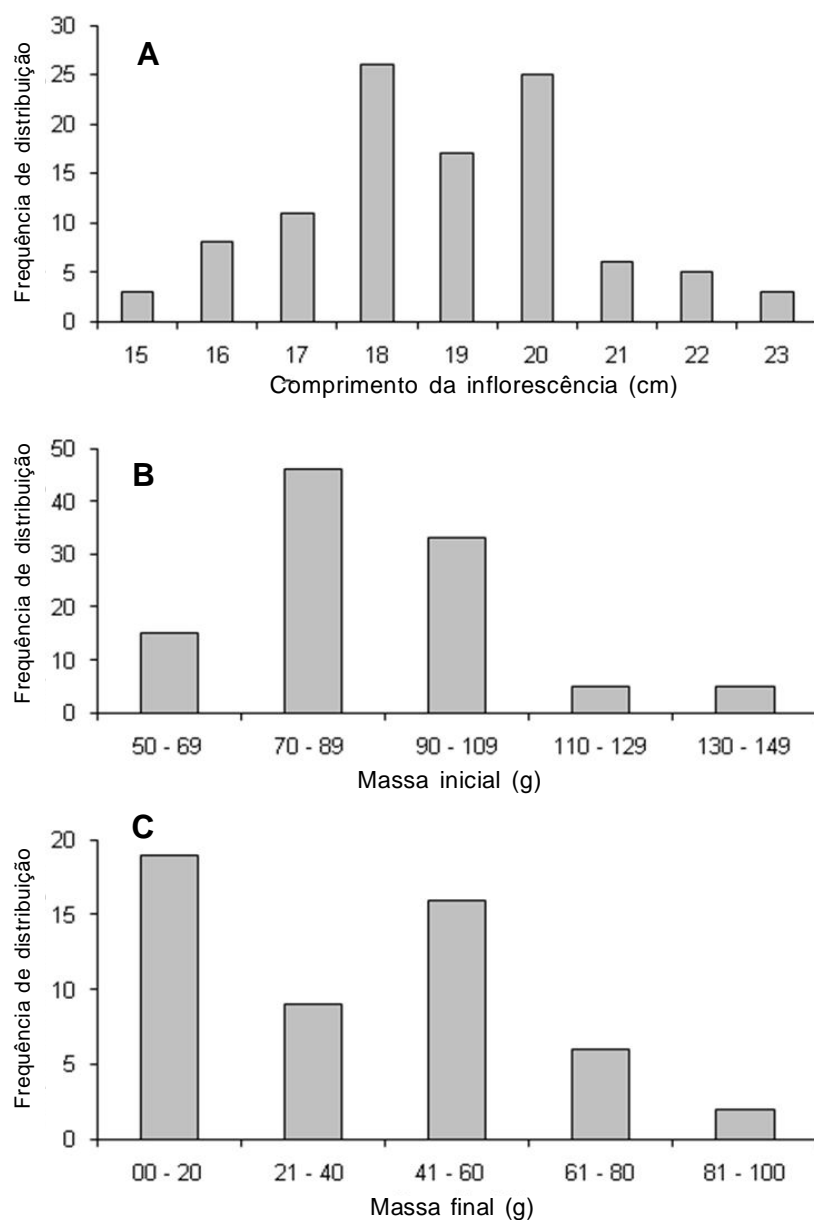 A
Frequência de distribuição
30
25
20
15
10
5
0
15 16 17 18 19 20 21 22 23
Comprimento da inflorescência (cm)
B
Frequência de distribuição
50
40
30
20
10
0
50 - 69 70 - 89 90 - 109 110 - 129 130 - 149
Massa inicial (g)
C
Frequência de distribuição
20
15
10
5
0
00 - 20 21 - 40 41 - 60 61 - 80 81 - 100
Massa final (g)